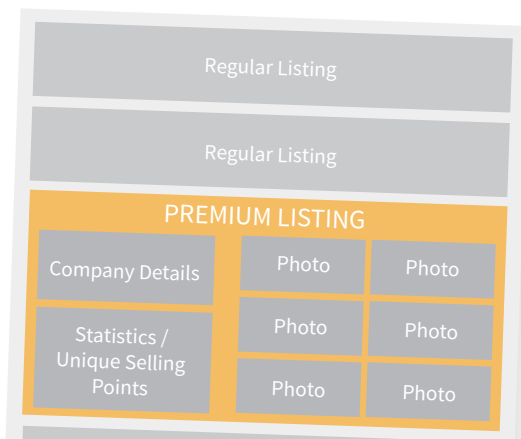 Regular Listing
Regular Listing
PREMIUM LISTING
Company Details
Photo
Photo
Statistics /
Unique Selling
Points
Photo
Photo
Photo
Photo